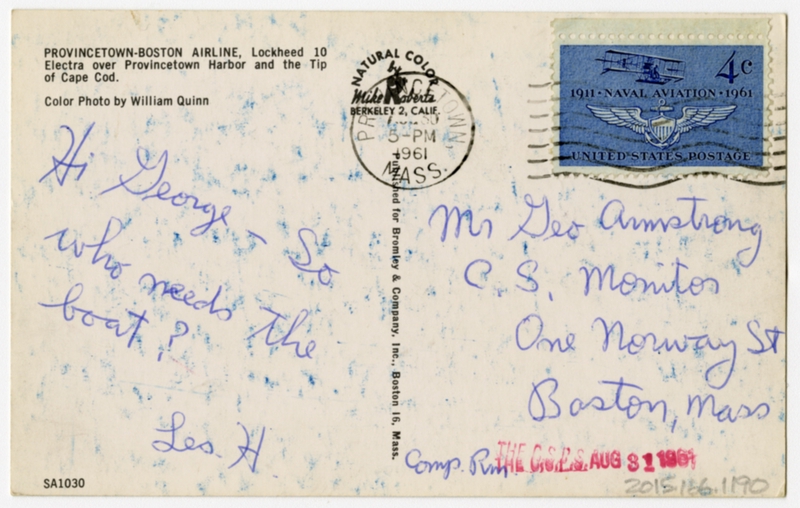 PROVINCETOWN-BOSTON AIRLINE, Lockheed 10
Electra over Provincetown Harbor and the Tip
of Cape Cod.
Color Photo by William Quinn
Hi George - So
who needs the
boat?
Les. H.
SA1030
NATURAL COLOR
by
Mike Roberts
BERKELEY 2, CALIF.
5-PM
1961
MASS.
Published for Bromley & Company, Inc., Boston 16, Mass.
4c
1911 · NAVAL AVIATION · 1961
UNITED STATES POSTAGE
Mr Geo Armstrong
C. S. Monitor
One Norway St
Boston, Mass
Comp. Rm
THE C.S.P.S. AUG 31 1961
2015.166.1190